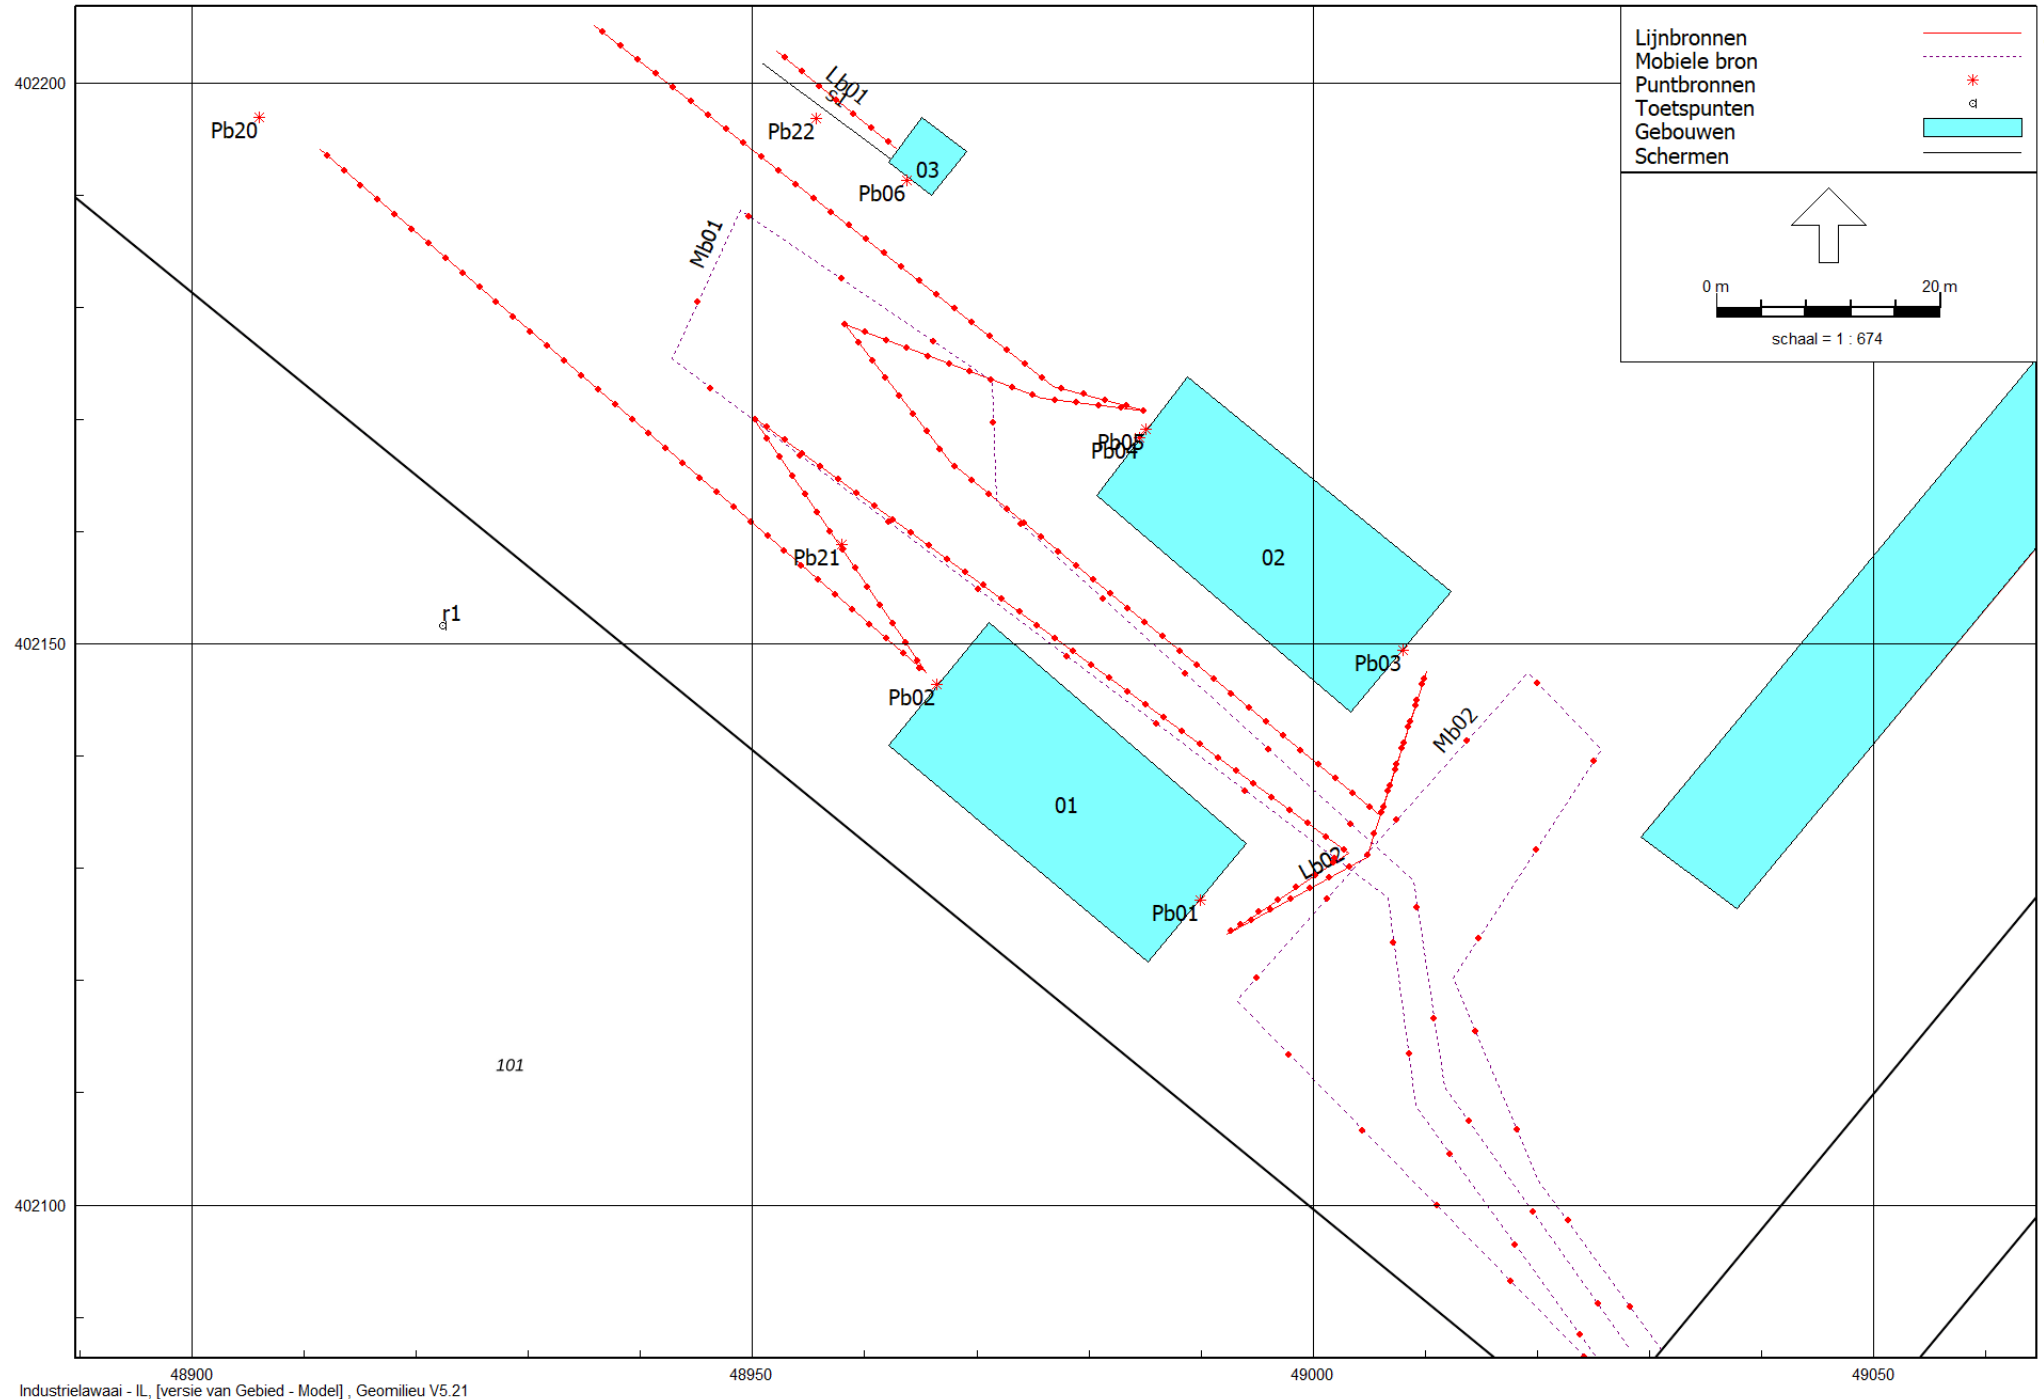 Lijnbronnen
Mobiele bron
Puntbronnen
Toetspunten
Gebouwen
Schermen
0 m
20 m
schaal = 1 : 674
402200
402150
402100
48900
48950
49000
49050
Pb20
Pb22
Lb01
s1
03
Pb06
Mb01
Pb05
Pb04
02
Pb21
r1
Pb03
Pb02
Mb02
01
Lb02
Pb01
101
Industrielawaai - IL, [versie van Gebied - Model] , Geomilieu V5.21